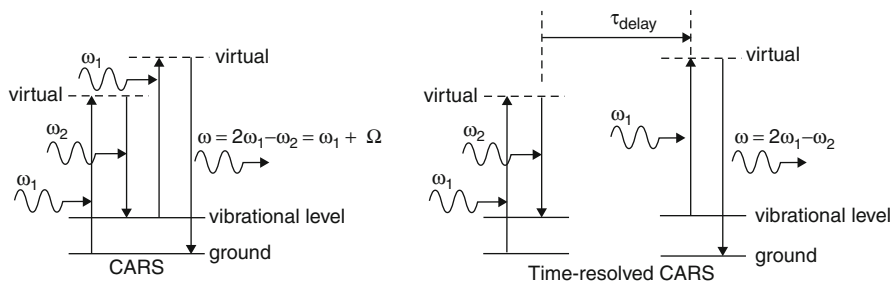 ω₁
virtual
virtual
ω₂
ω = 2ω₁−ω₂ = ω₁ + Ω
ω₁
vibrational level
ground
CARS
τdelay
virtual
virtual
ω₁
ω₂
ω = 2ω₁−ω₂
ω₁
vibrational level
ground
Time-resolved CARS